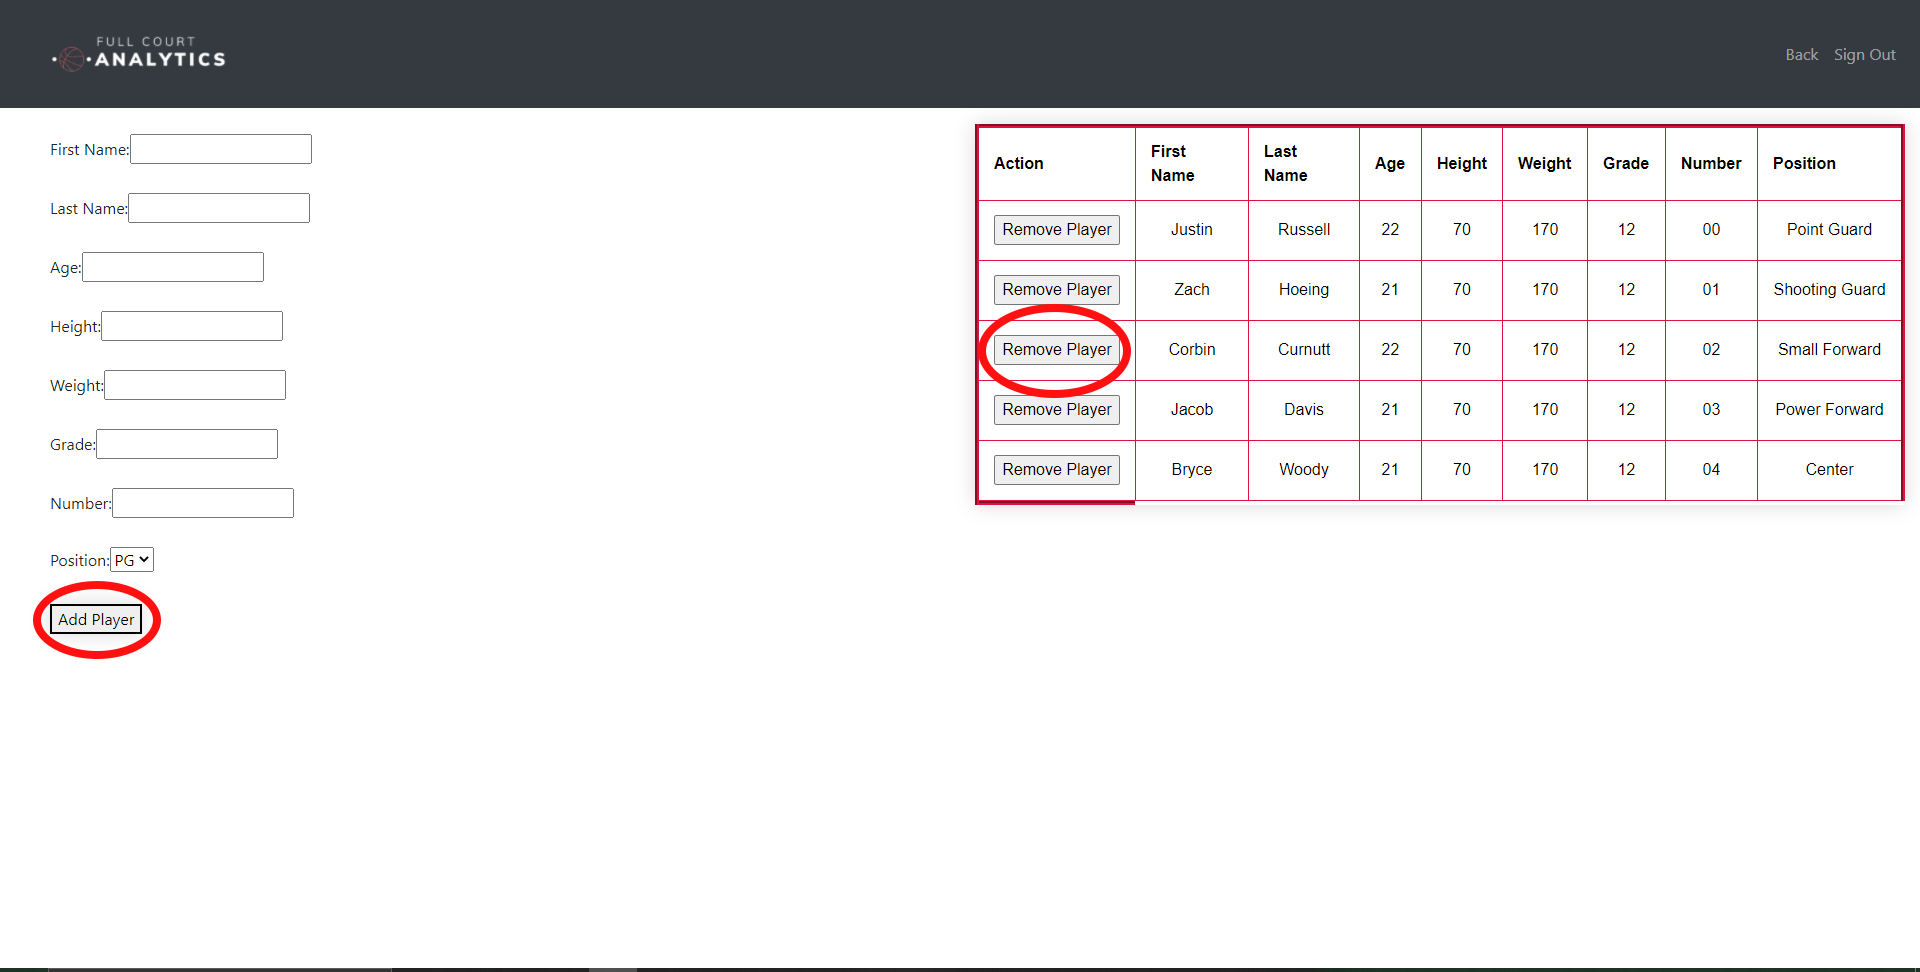 FULL COURT
ANALYTICS
Back Sign Out
First Name:
Last Name:
Age:
Height:
Weight:
Grade:
Number:
Position: PG
Add Player
Action First Name Last Name Age Height Weight Grade Number Position
Remove Player Justin Russell 22 70 170 12 00 Point Guard
Remove Player Zach Hoeing 21 70 170 12 01 Shooting Guard
Remove Player Corbin Curnutt 22 70 170 12 02 Small Forward
Remove Player Jacob Davis 21 70 170 12 03 Power Forward
Remove Player Bryce Woody 21 70 170 12 04 Center